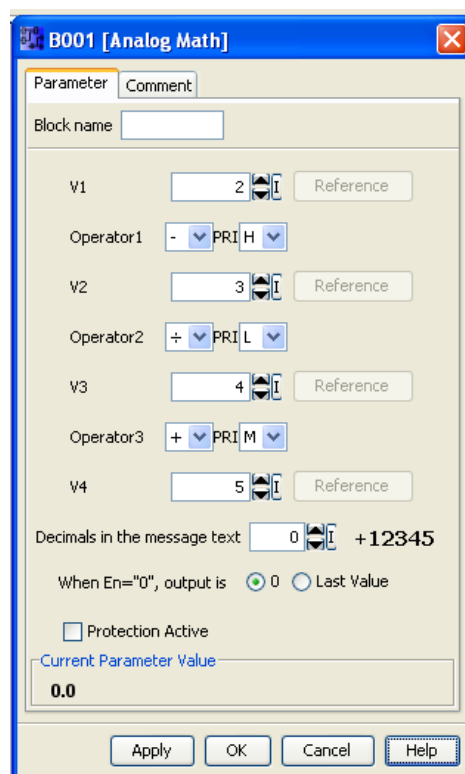 B001 [Analog Math]
Parameter Comment
Block name
V1 2 Reference
Operator1 - PRI H
V2 3 Reference
Operator2 ÷ PRI L
V3 4 Reference
Operator3 + PRI M
V4 5 Reference
Decimals in the message text 0 +12345
When En="0", output is 0 Last Value
Protection Active
Current Parameter Value
0.0
Apply OK Cancel Help